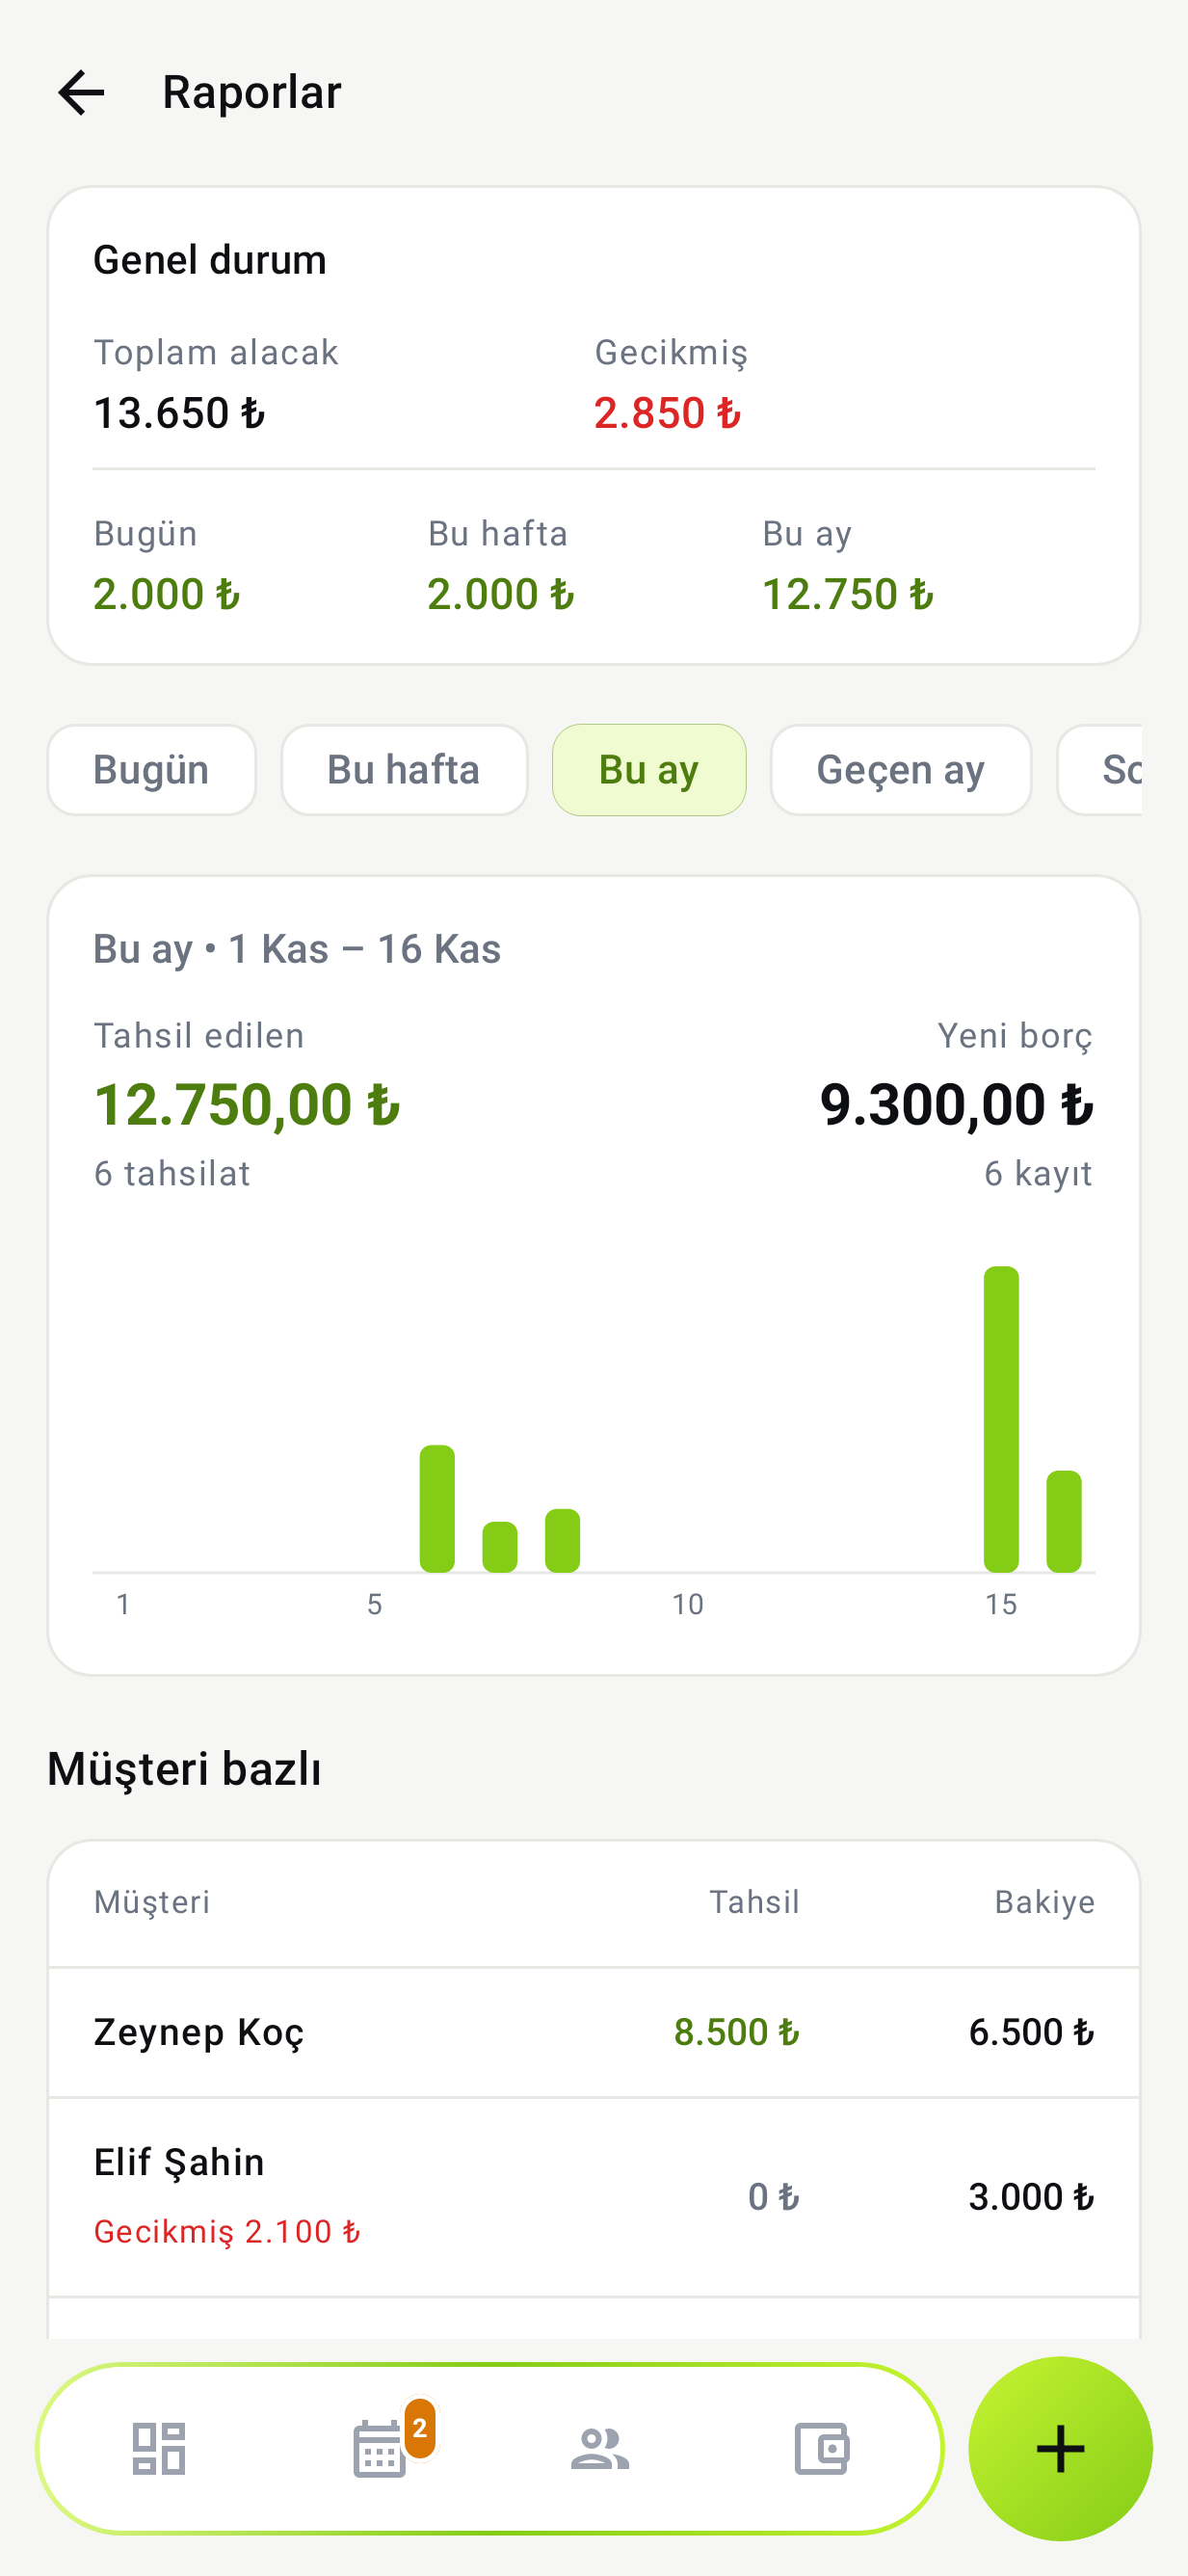 Raporlar
Genel durum
Toplam alacak Gecikmiş
13.650 ₺ 2.850 ₺
Bugün Bu hafta Bu ay
2.000 ₺ 2.000 ₺ 12.750 ₺
Bugün Bu hafta Bu ay Geçen ay
Bu ay • 1 Kas – 16 Kas
Tahsil edilen Yeni borç
12.750,00 ₺ 9.300,00 ₺
6 tahsilat 6 kayıt
1 5 10 15
Müşteri bazlı
Müşteri Tahsil Bakiye
Zeynep Koç 8.500 ₺ 6.500 ₺
Elif Şahin 0 ₺ 3.000 ₺
Gecikmiş 2.100 ₺
2